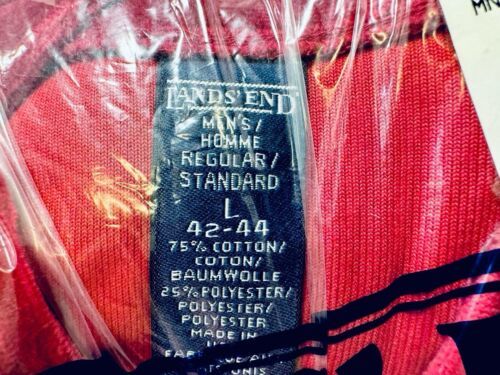 LANDS' END
MEN'S/
HOMME
REGULAR/
STANDARD
L
42-44
75% COTTON/
COTON/
BAUMWOLLE
25% POLYESTER/
POLYESTER/
POLYESTER
MADE IN